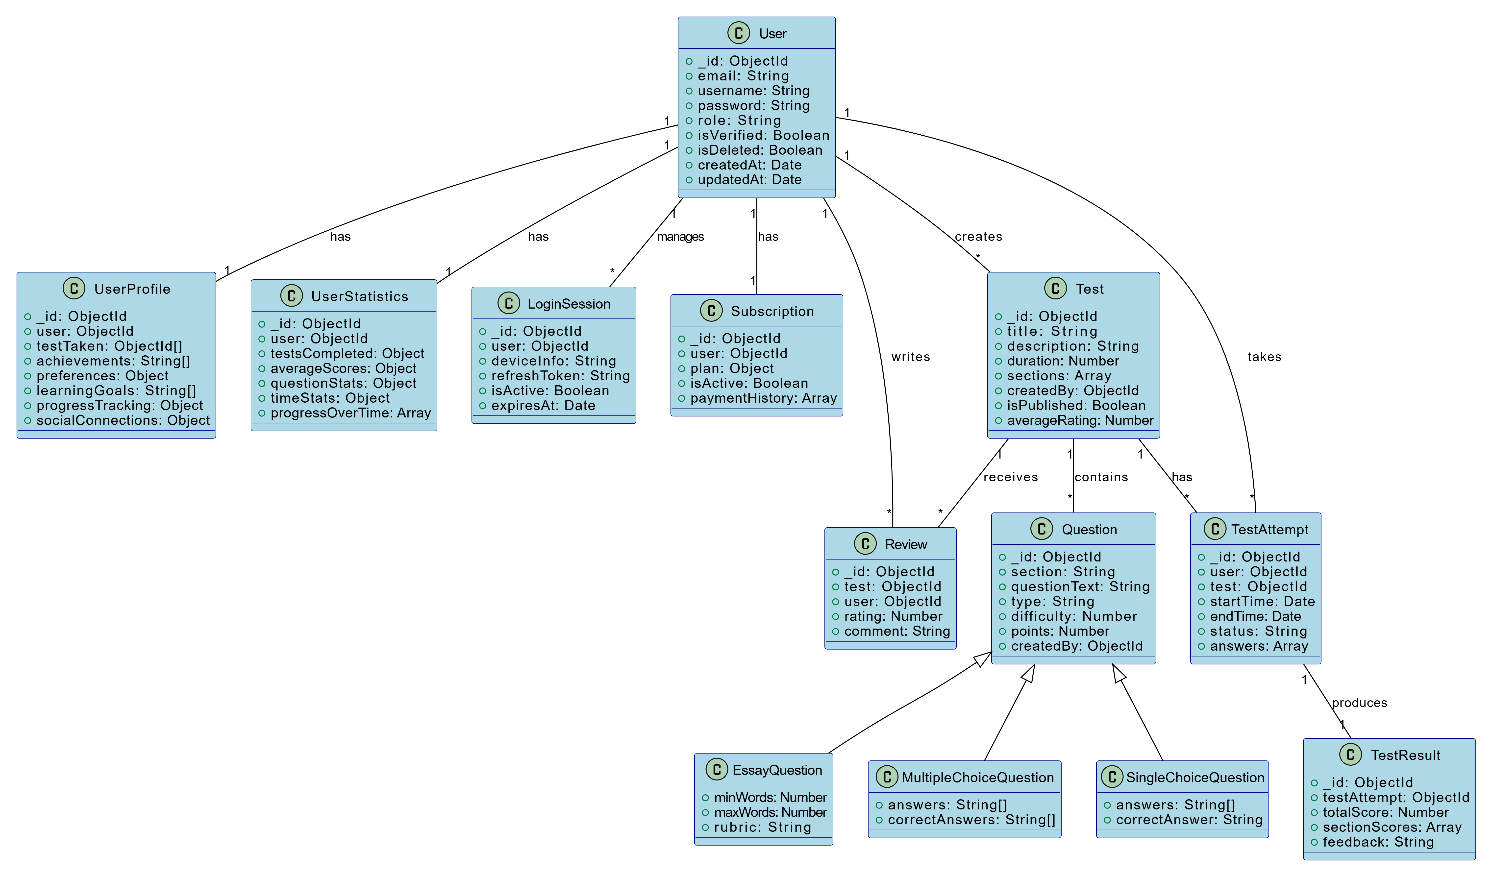 C User
_id: ObjectId
email: String
username: String
password: String
role: String
isVerified: Boolean
isDeleted: Boolean
createdAt: Date
updatedAt: Date
1
1
1
1
1
1
1
1
has
has
manages
has
creates
writes
takes
1
1
*
1
*
*
*
C UserProfile
_id: ObjectId
user: ObjectId
testTaken: ObjectId[]
achievements: String[]
preferences: Object
learningGoals: String[]
progressTracking: Object
socialConnections: Object
C UserStatistics
_id: ObjectId
user: ObjectId
testsCompleted: Object
averageScores: Object
questionStats: Object
timeStats: Object
progressOverTime: Array
C LoginSession
_id: ObjectId
user: ObjectId
deviceInfo: String
refreshToken: String
isActive: Boolean
expiresAt: Date
C Subscription
_id: ObjectId
user: ObjectId
plan: Object
isActive: Boolean
paymentHistory: Array
C Test
_id: ObjectId
title: String
description: String
duration: Number
sections: Array
createdBy: ObjectId
isPublished: Boolean
averageRating: Number
1
1
1
receives
contains
has
*
*
*
C Review
_id: ObjectId
test: ObjectId
user: ObjectId
rating: Number
comment: String
C Question
_id: ObjectId
section: String
questionText: String
type: String
difficulty: Number
points: Number
createdBy: ObjectId
C TestAttempt
_id: ObjectId
user: ObjectId
test: ObjectId
startTime: Date
endTime: Date
status: String
answers: Array
1
produces
1
C EssayQuestion
minWords: Number
maxWords: Number
rubric: String
C MultipleChoiceQuestion
answers: String[]
correctAnswers: String[]
C SingleChoiceQuestion
answers: String[]
correctAnswer: String
C TestResult
_id: ObjectId
testAttempt: ObjectId
totalScore: Number
sectionScores: Array
feedback: String